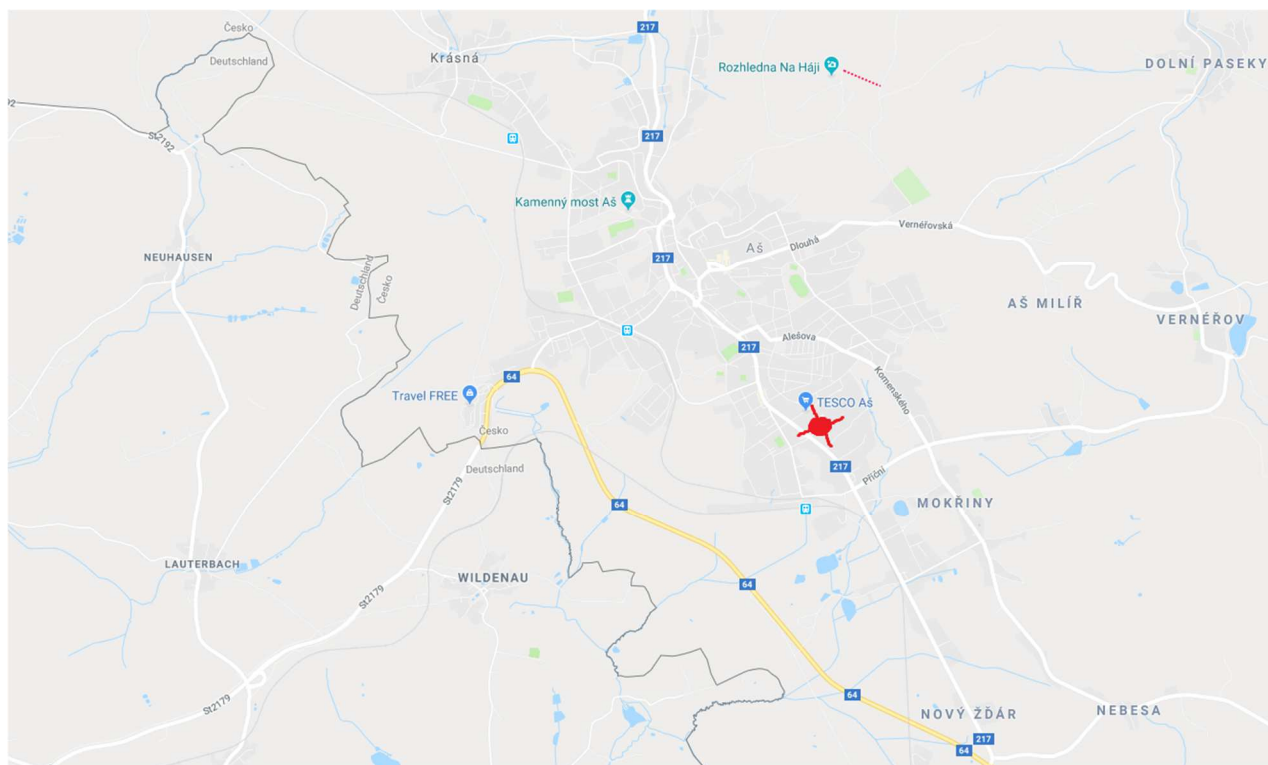 Česko
217
Krásná
Deutschland
Rozhledna Na Háji
DOLNÍ PASEKY
92
St2192
217
Kamenný most Aš
Vernéřovská
Aš
Dlouhá
NEUHAUSEN
217
Deutschland
Česko
AŠ MILÍŘ
VERNÉŘOV
Alešova
217
64
Komenského
Travel FREE
TESCO Aš
Česko
Deutschland
217
Příční
St2179
64
MOKŘINY
LAUTERBACH
WILDENAU
64
St2179
64
St2179
NOVÝ ŽĎÁR
NEBESA
217
64